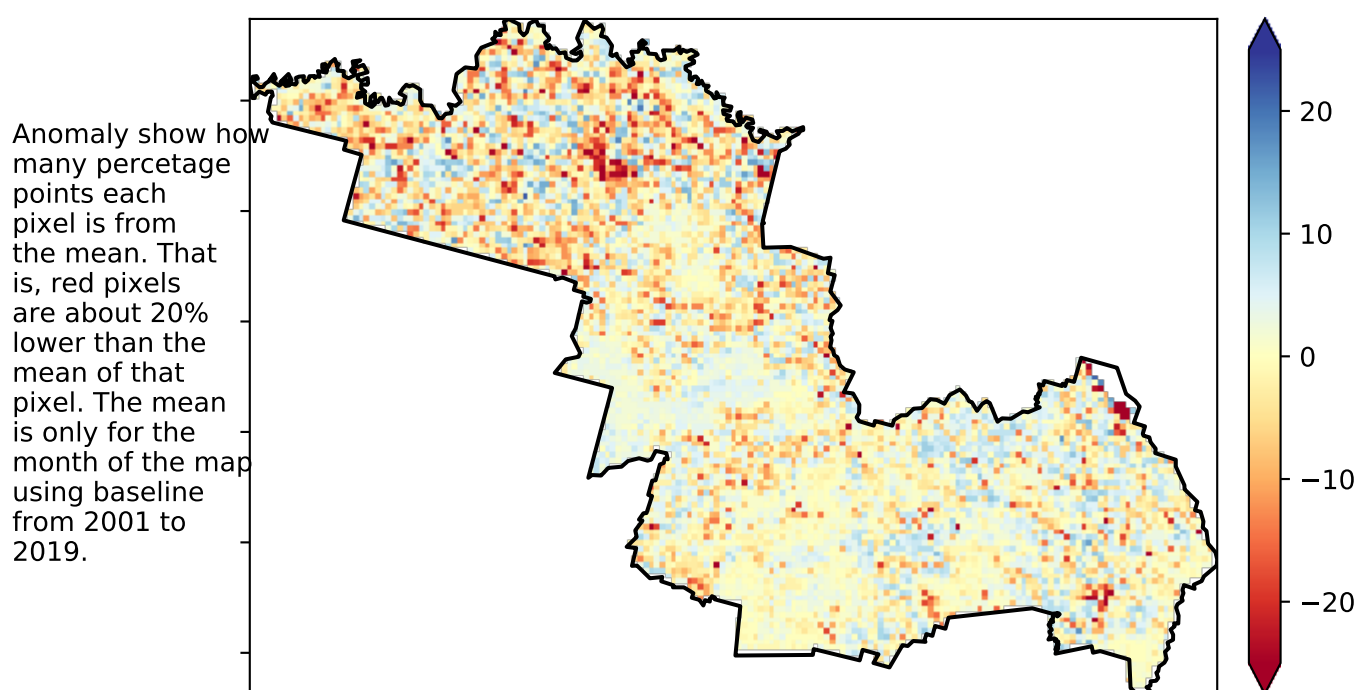 Anomaly show how
many percetage
points each
pixel is from
the mean. That
is, red pixels
are about 20%
lower than the
mean of that
pixel. The mean
is only for the
month of the map
using baseline
from 2001 to
2019.
20
10
0
−10
−20